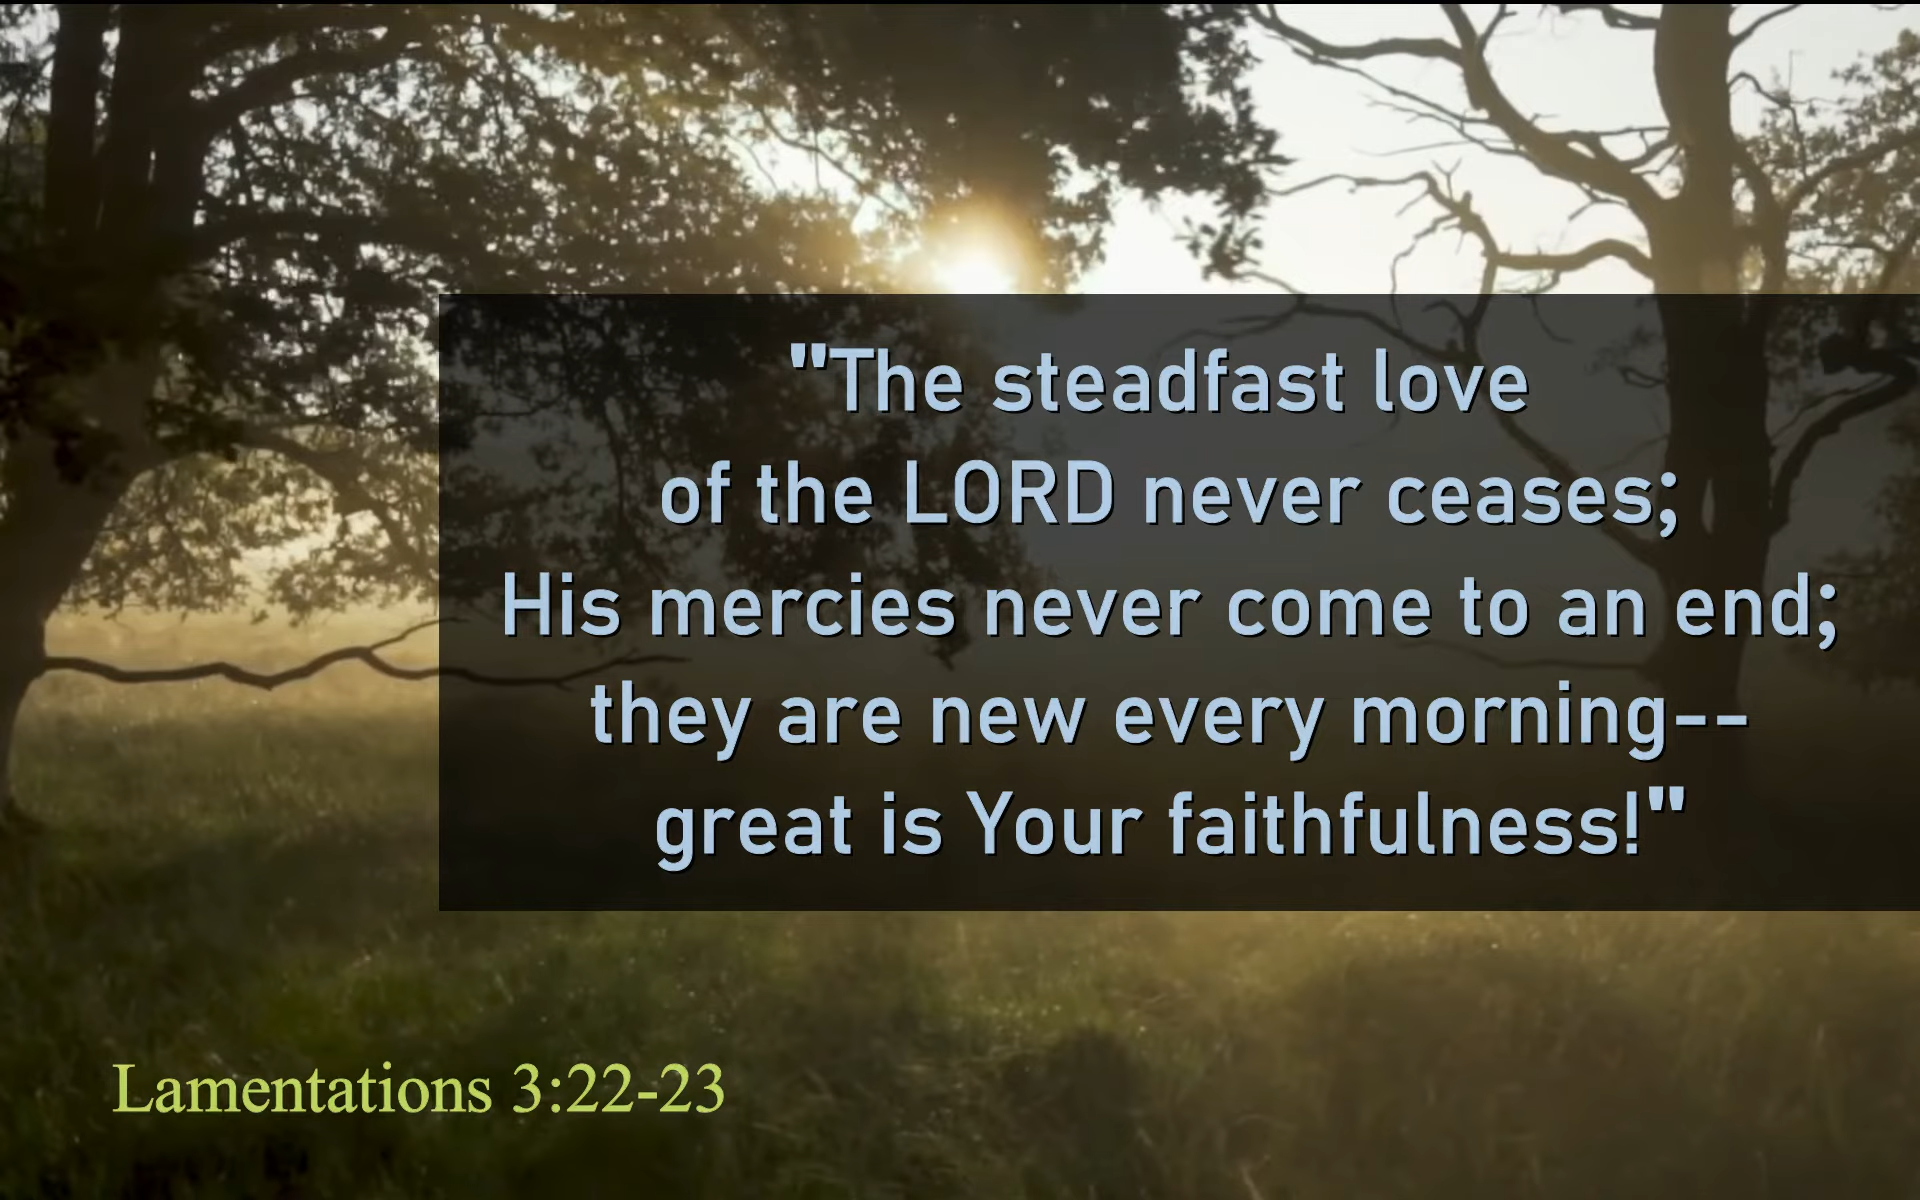 "The steadfast love
of the LORD never ceases;
His mercies never come to an end;
they are new every morning--
great is Your faithfulness!"
Lamentations 3:22-23